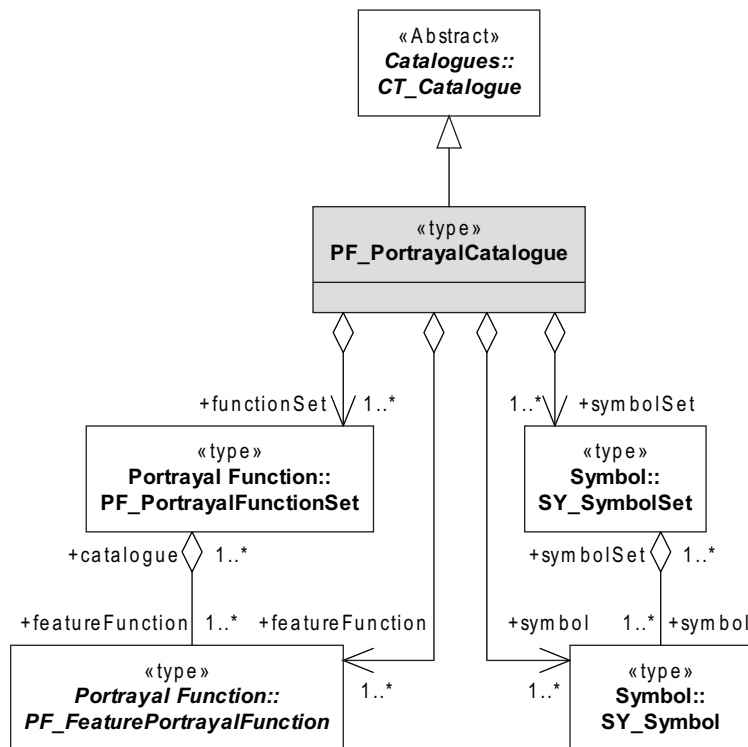 «Abstract»
Catalogues::
CT_Catalogue
«type»
PF_PortrayalCatalogue
+functionSet 1..*
1..* +symbolSet
«type»
Portrayal Function::
PF_PortrayalFunctionSet
«type»
Symbol::
SY_SymbolSet
+catalogue 1..*
+symbolSet 1..*
+featureFunction 1..* +featureFunction
+symbol 1..* +symbol
«type»
Portrayal Function::
PF_FeaturePortrayalFunction
1..*
1..*
«type»
Symbol::
SY_Symbol